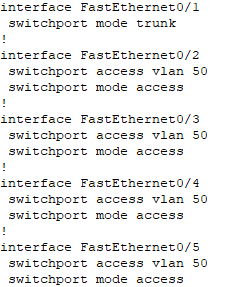 interface FastEthernet0/1
 switchport mode trunk
!
interface FastEthernet0/2
 switchport access vlan 50
 switchport mode access
!
interface FastEthernet0/3
 switchport access vlan 50
 switchport mode access
!
interface FastEthernet0/4
 switchport access vlan 50
 switchport mode access
!
interface FastEthernet0/5
 switchport access vlan 50
 switchport mode access